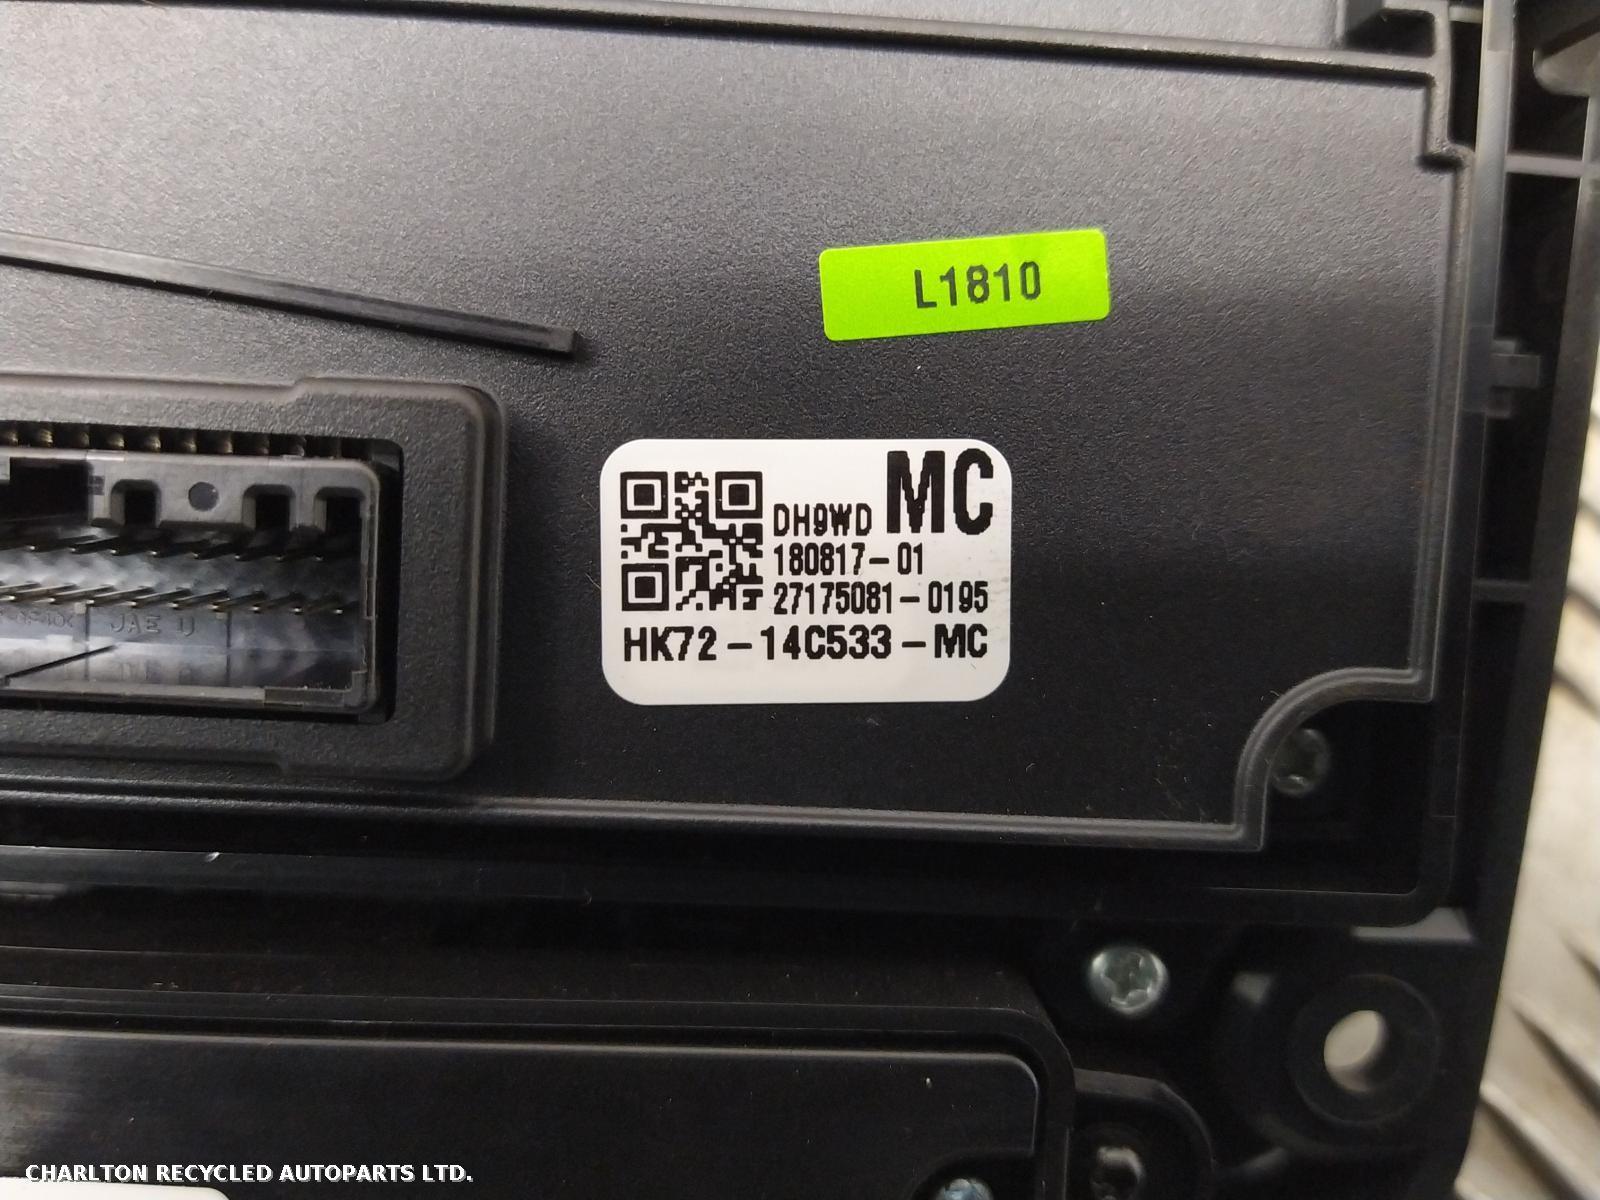 L1810
DH9WD MC
180817-01
27175081-0195
HK72-14C533-MC
JAE
CHARLTON RECYCLED AUTOPARTS LTD.